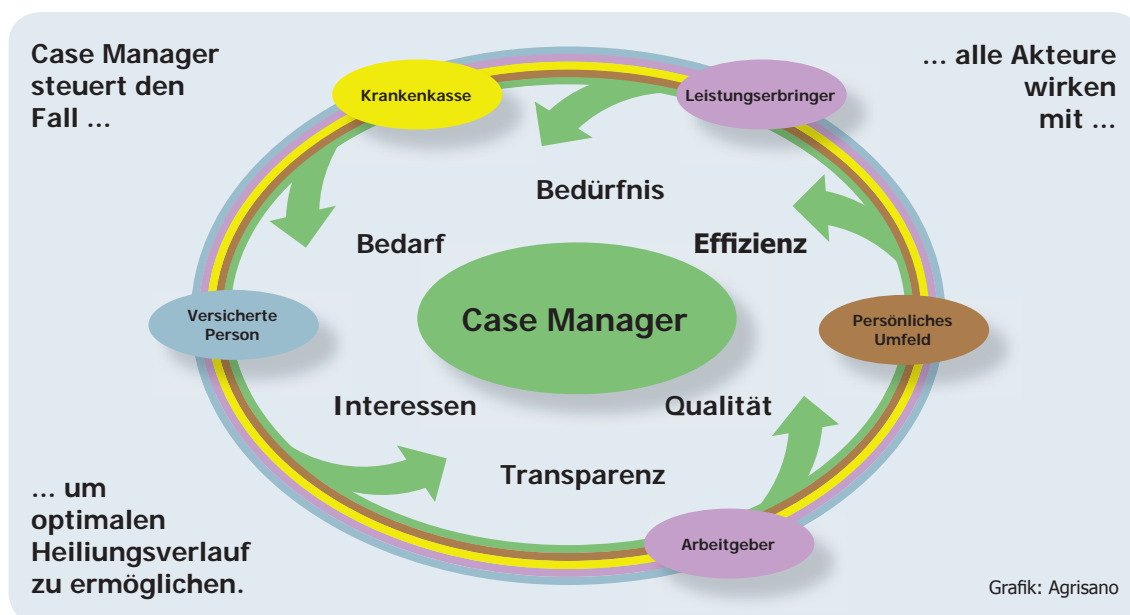 Case Manager
steuert den
Fall ...
... alle Akteure
wirken
mit ...
Krankenkasse
Leistungserbringer
Bedürfnis
Bedarf
Effizienz
Versicherte
Person
Case Manager
Persönliches
Umfeld
Interessen
Qualität
Transparenz
... um
optimalen
Heiliungsverlauf
zu ermöglichen.
Arbeitgeber
Grafik: Agrisano